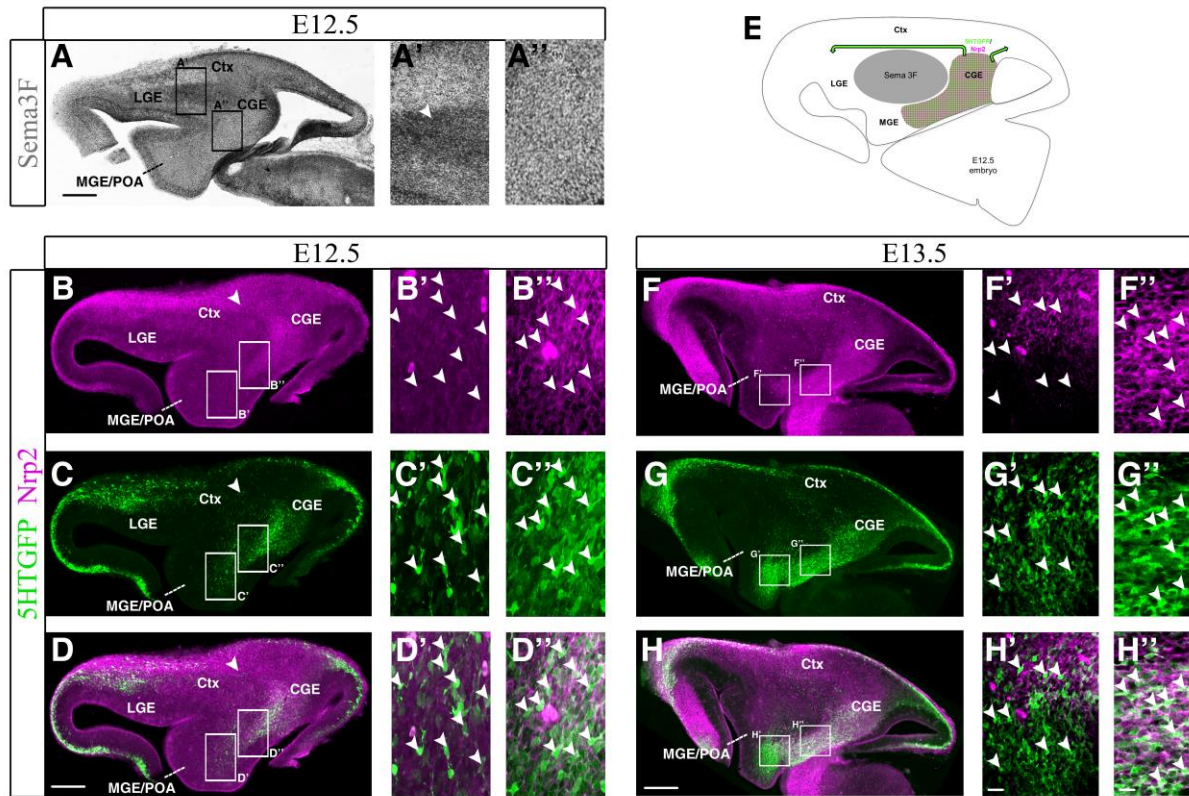 E12.5
Sema3F
A
A'
Ctx
LGE
A''
CGE
MGE/POA
A'
A''
E
Ctx
5HTGFP/
Nrp2
LGE
Sema 3F
CGE
MGE
E12.5
embryo
E12.5
5HTGFP Nrp2
B
Ctx
CGE
LGE
B''
MGE/POA
B'
B'
B''
C
Ctx
CGE
LGE
C''
MGE/POA
C'
C'
C''
D
Ctx
CGE
LGE
D''
MGE/POA
D'
D'
D''
E13.5
F
Ctx
CGE
F'
F''
MGE/POA
F'
F''
G
Ctx
CGE
G'
G''
MGE/POA
G'
G''
H
Ctx
CGE
H'
H''
MGE/POA
H'
H''